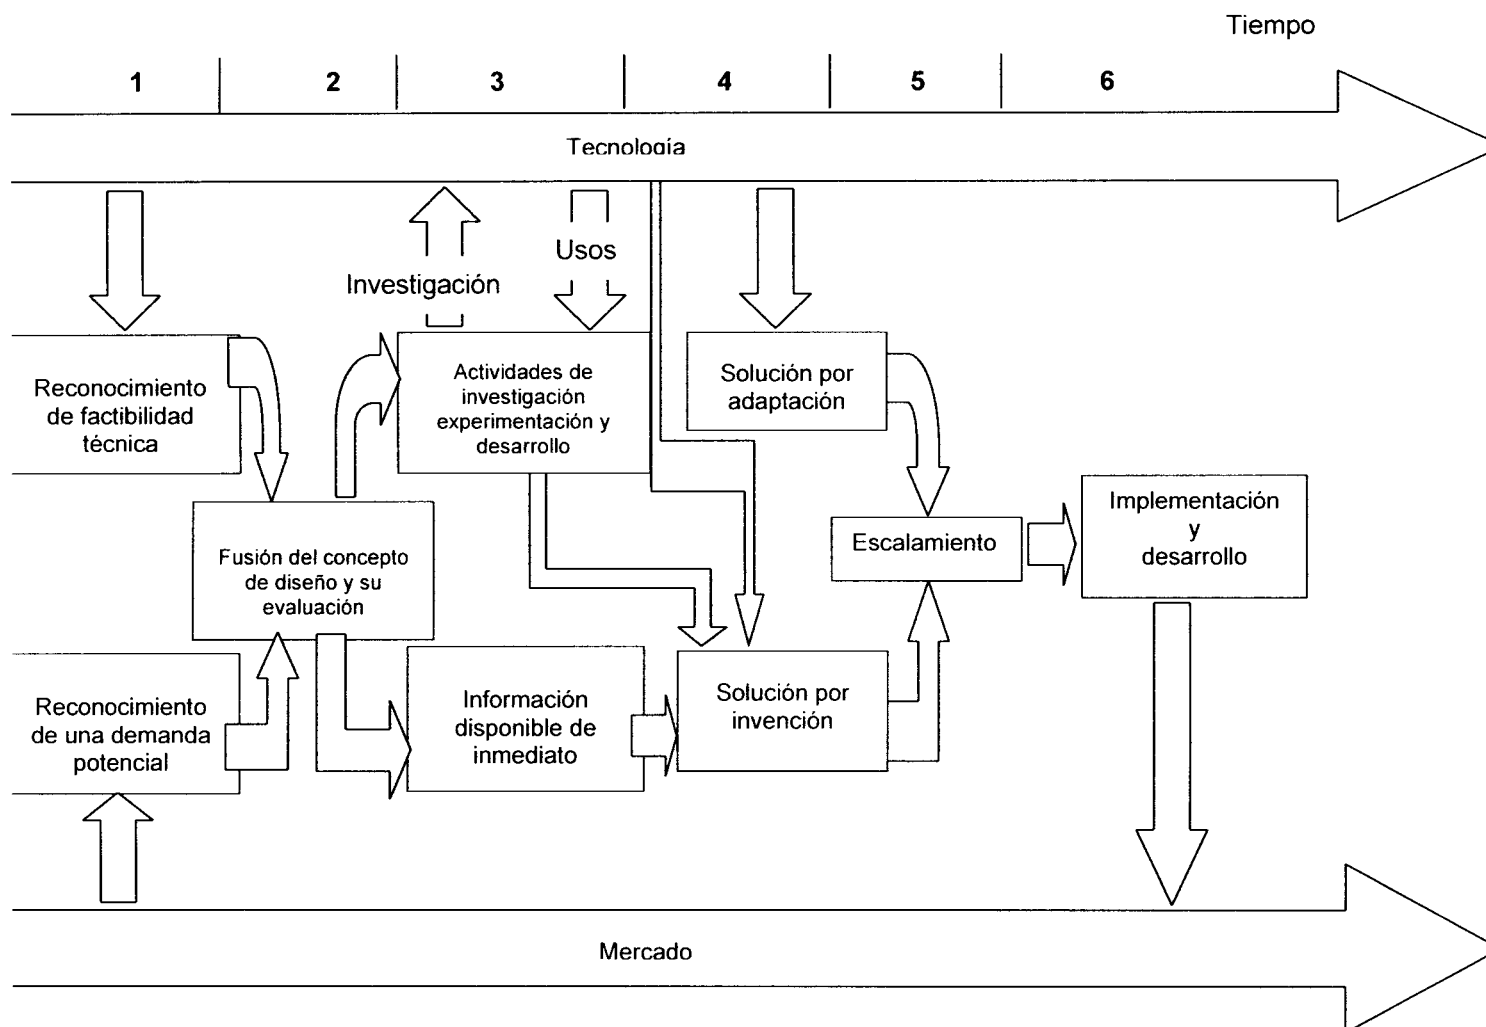 Tiempo
1 2 3 4 5 6
Tecnología
Usos
Investigación
Reconocimiento
de factibilidad
técnica
Actividades de
investigación
experimentación y
desarrollo
Solución por
adaptación
Fusión del concepto
de diseño y su
evaluación
Escalamiento
Implementación
y
desarrollo
Reconocimiento
de una demanda
potencial
Información
disponible de
inmediato
Solución por
invención
Mercado